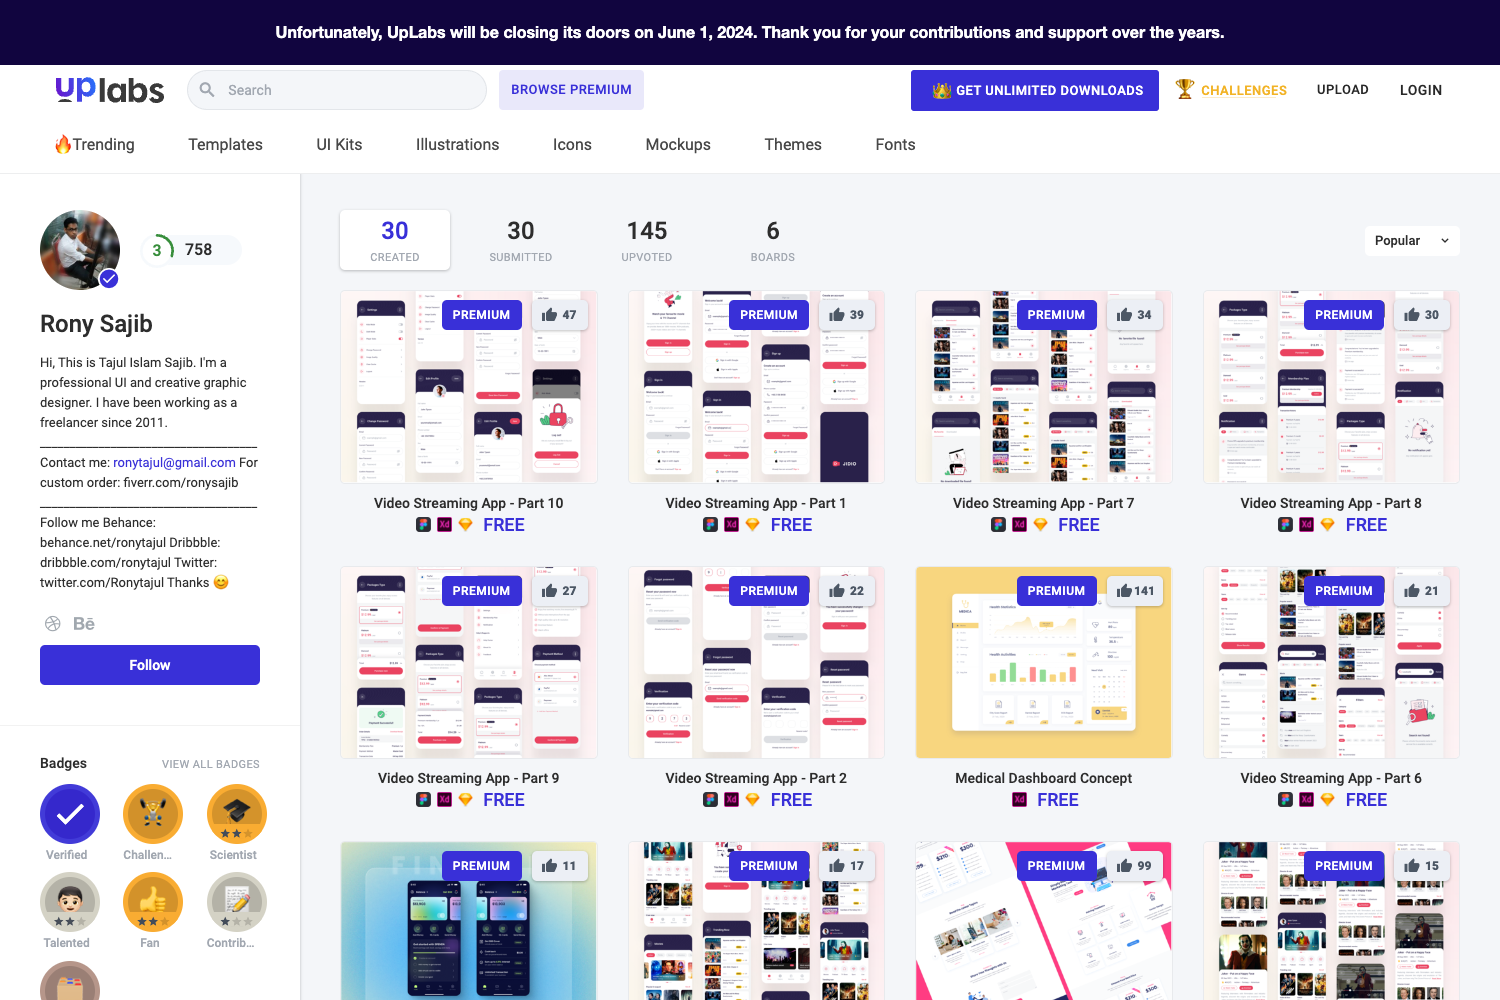 Unfortunately, UpLabs will be closing its doors on June 1, 2024. Thank you for your contributions and support over the years.
uplabs
Search
BROWSE PREMIUM
GET UNLIMITED DOWNLOADS
CHALLENGES
UPLOAD
LOGIN
Trending
Templates
UI Kits
Illustrations
Icons
Mockups
Themes
Fonts
3
758
Rony Sajib
Hi, This is Tajul Islam Sajib. I'm a
professional UI and creative graphic
designer. I have been working as a
freelancer since 2011.
Contact me: ronytajul@gmail.com For
custom order: fiverr.com/ronysajib
Follow me Behance:
behance.net/ronytajul Dribbble:
dribbble.com/ronytajul Twitter:
twitter.com/Ronytajul Thanks 😊
Bē
Follow
Badges
VIEW ALL BADGES
Verified
Challen...
Scientist
Talented
Fan
Contrib...
30
CREATED
30
SUBMITTED
145
UPVOTED
6
BOARDS
Popular
PREMIUM
47
Video Streaming App - Part 10
Xd
FREE
PREMIUM
39
JIDIO
Video Streaming App - Part 1
Xd
FREE
PREMIUM
34
Video Streaming App - Part 7
Xd
FREE
PREMIUM
30
Video Streaming App - Part 8
Xd
FREE
PREMIUM
27
Video Streaming App - Part 9
Xd
FREE
PREMIUM
22
Video Streaming App - Part 2
Xd
FREE
PREMIUM
141
Medical Dashboard Concept
Xd
FREE
PREMIUM
21
Video Streaming App - Part 6
Xd
FREE
PREMIUM
11
PREMIUM
17
PREMIUM
99
PREMIUM
15